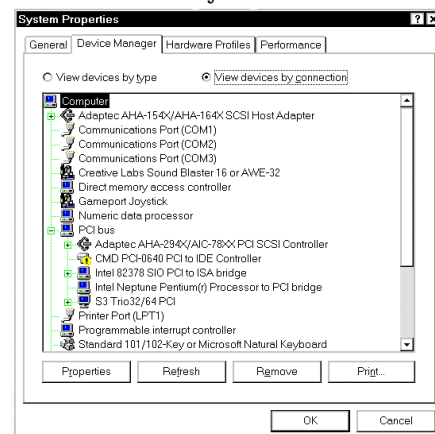 System Properties
General Device Manager Hardware Profiles Performance
View devices by type View devices by connection
Computer
Adaptec AHA-154X/AHA-164X SCSI Host Adapter
Communications Port (COM1)
Communications Port (COM2)
Communications Port (COM3)
Creative Labs Sound Blaster 16 or AWE-32
Direct memory access controller
Gameport Joystick
Numeric data processor
PCI bus
Adaptec AHA-294X/AIC-78XX PCI SCSI Controller
CMD PCI-0640 PCI to IDE Controller
Intel 82378 SIO PCI to ISA bridge
Intel Neptune Pentium(r) Processor to PCI bridge
S3 Trio32/64 PCI
Printer Port (LPT1)
Programmable interrupt controller
Standard 101/102-Key or Microsoft Natural Keyboard
Properties Refresh Remove Print...
OK Cancel